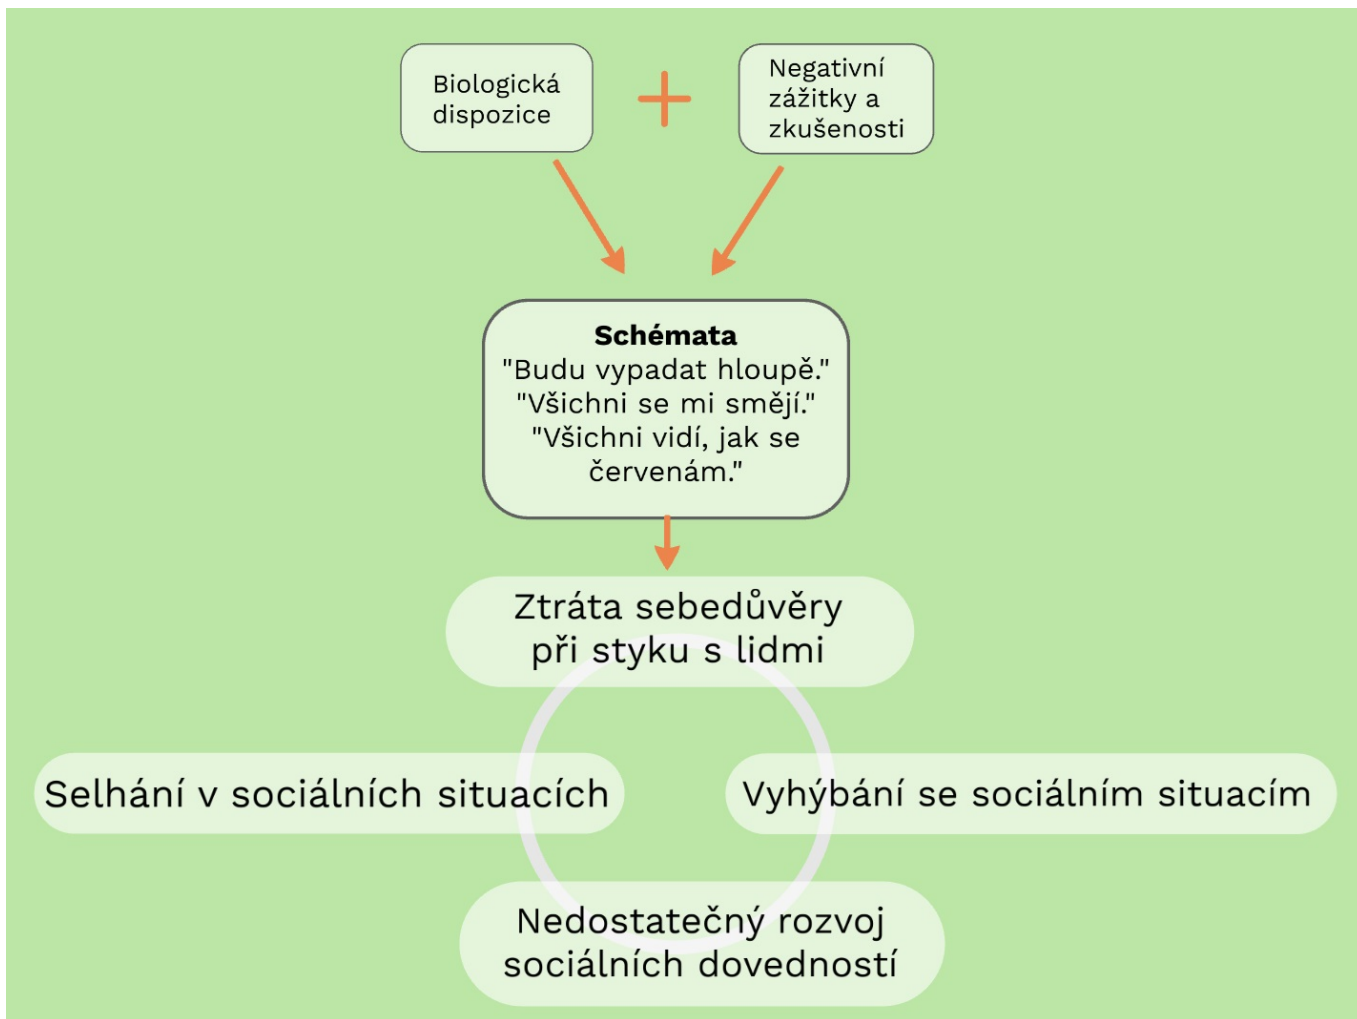 Biologická
dispozice
Negativní
zážitky a
zkušenosti
Schémata
"Budu vypadat hloupě."
"Všichni se mi smějí."
"Všichni vidí, jak se
červenám."
Ztráta sebedůvěry
při styku s lidmi
Selhání v sociálních situacích
Vyhýbání se sociálním situacím
Nedostatečný rozvoj
sociálních dovedností